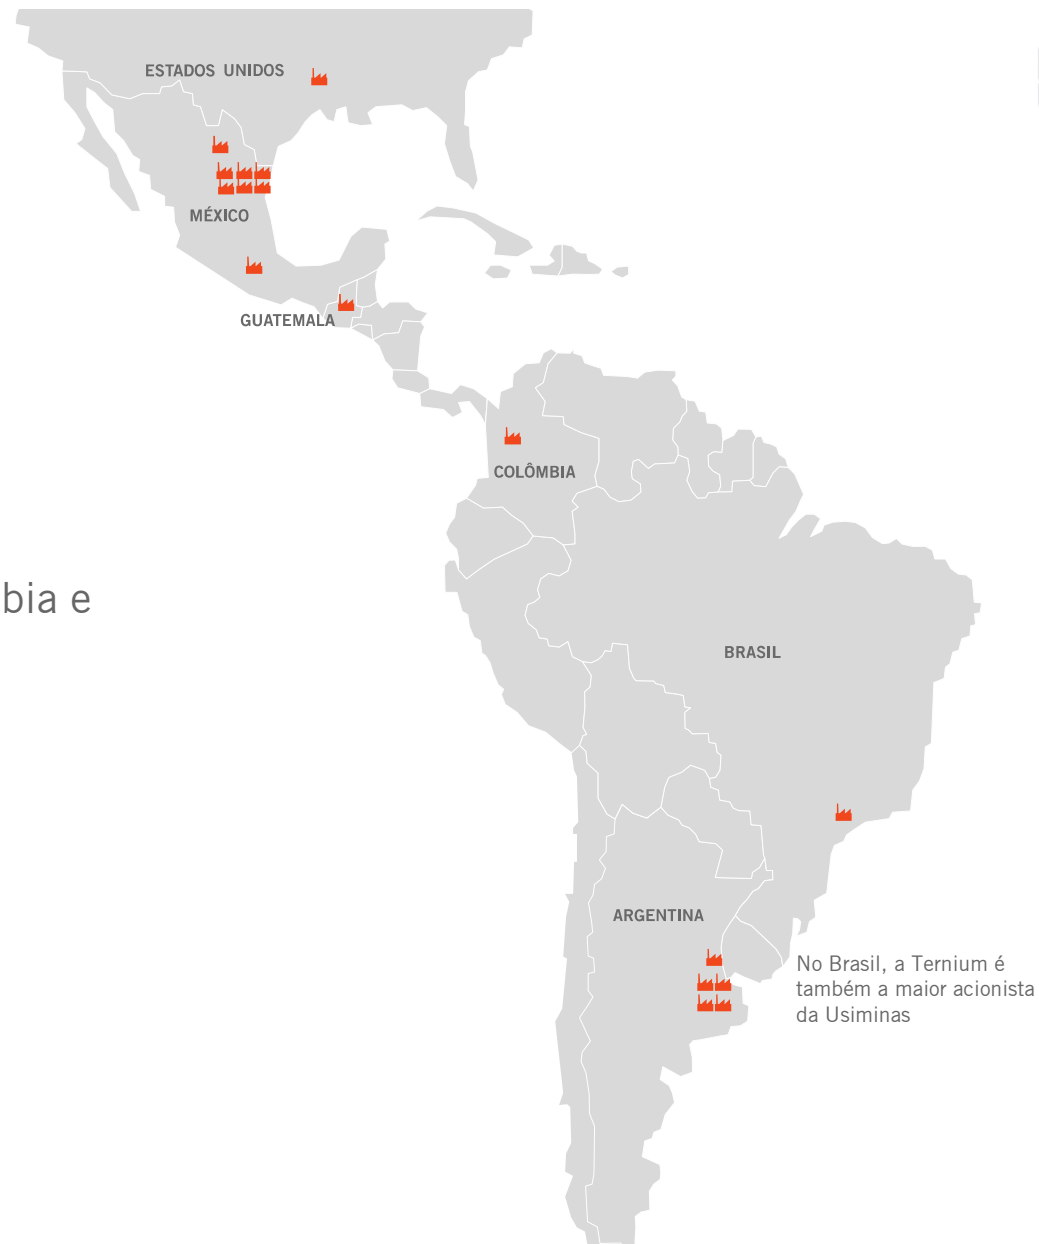 ESTADOS UNIDOS
MÉXICO
GUATEMALA
COLÔMBIA
bia e
BRASIL
ARGENTINA
No Brasil, a Ternium é
também a maior acionista
da Usiminas